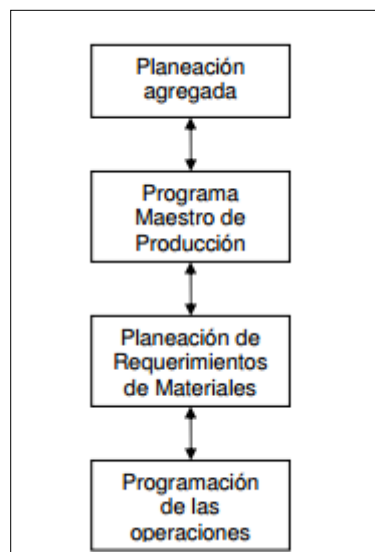 Planeación
agregada
Programa
Maestro de
Producción
Planeación de
Requerimientos
de Materiales
Programación
de las
operaciones